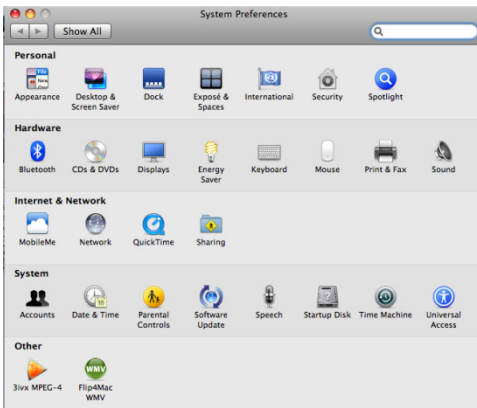 System Preferences
Show All
Personal
Appearance
Desktop &
Screen Saver
Dock
Exposé &
Spaces
International
Security
Spotlight
Hardware
Bluetooth
CDs & DVDs
Displays
Energy
Saver
Keyboard
Mouse
Print & Fax
Sound
Internet & Network
MobileMe
Network
QuickTime
Sharing
System
Accounts
Date & Time
Parental
Controls
Software
Update
Speech
Startup Disk
Time Machine
Universal
Access
Other
3ivx MPEG-4
WMV
Flip4Mac
WMV